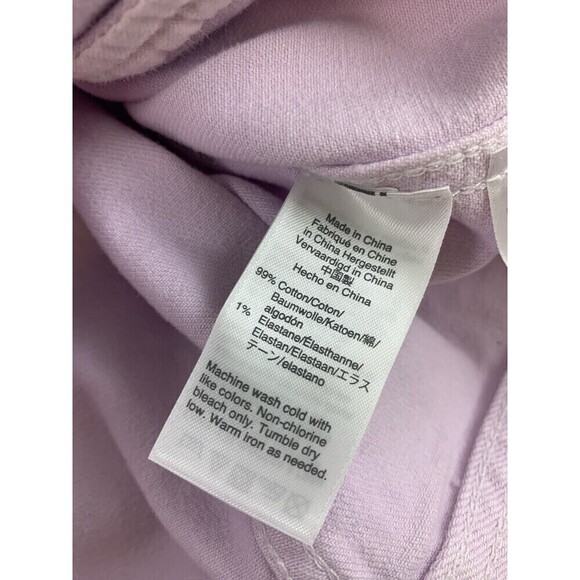 Made in China
Fabriqué en Chine
in China Hergestellt
Vervaardigd in China
中国製
Hecho en China
99% Cotton/Coton/
Baumwolle/Katoen/綿/
algodón
1% Elastane/Élasthanne/
Elastan/Elastaan/エラス
テーン/elastano
Machine wash cold with
like colors. Non-chlorine
bleach only. Tumble dry
low. Warm iron as needed.